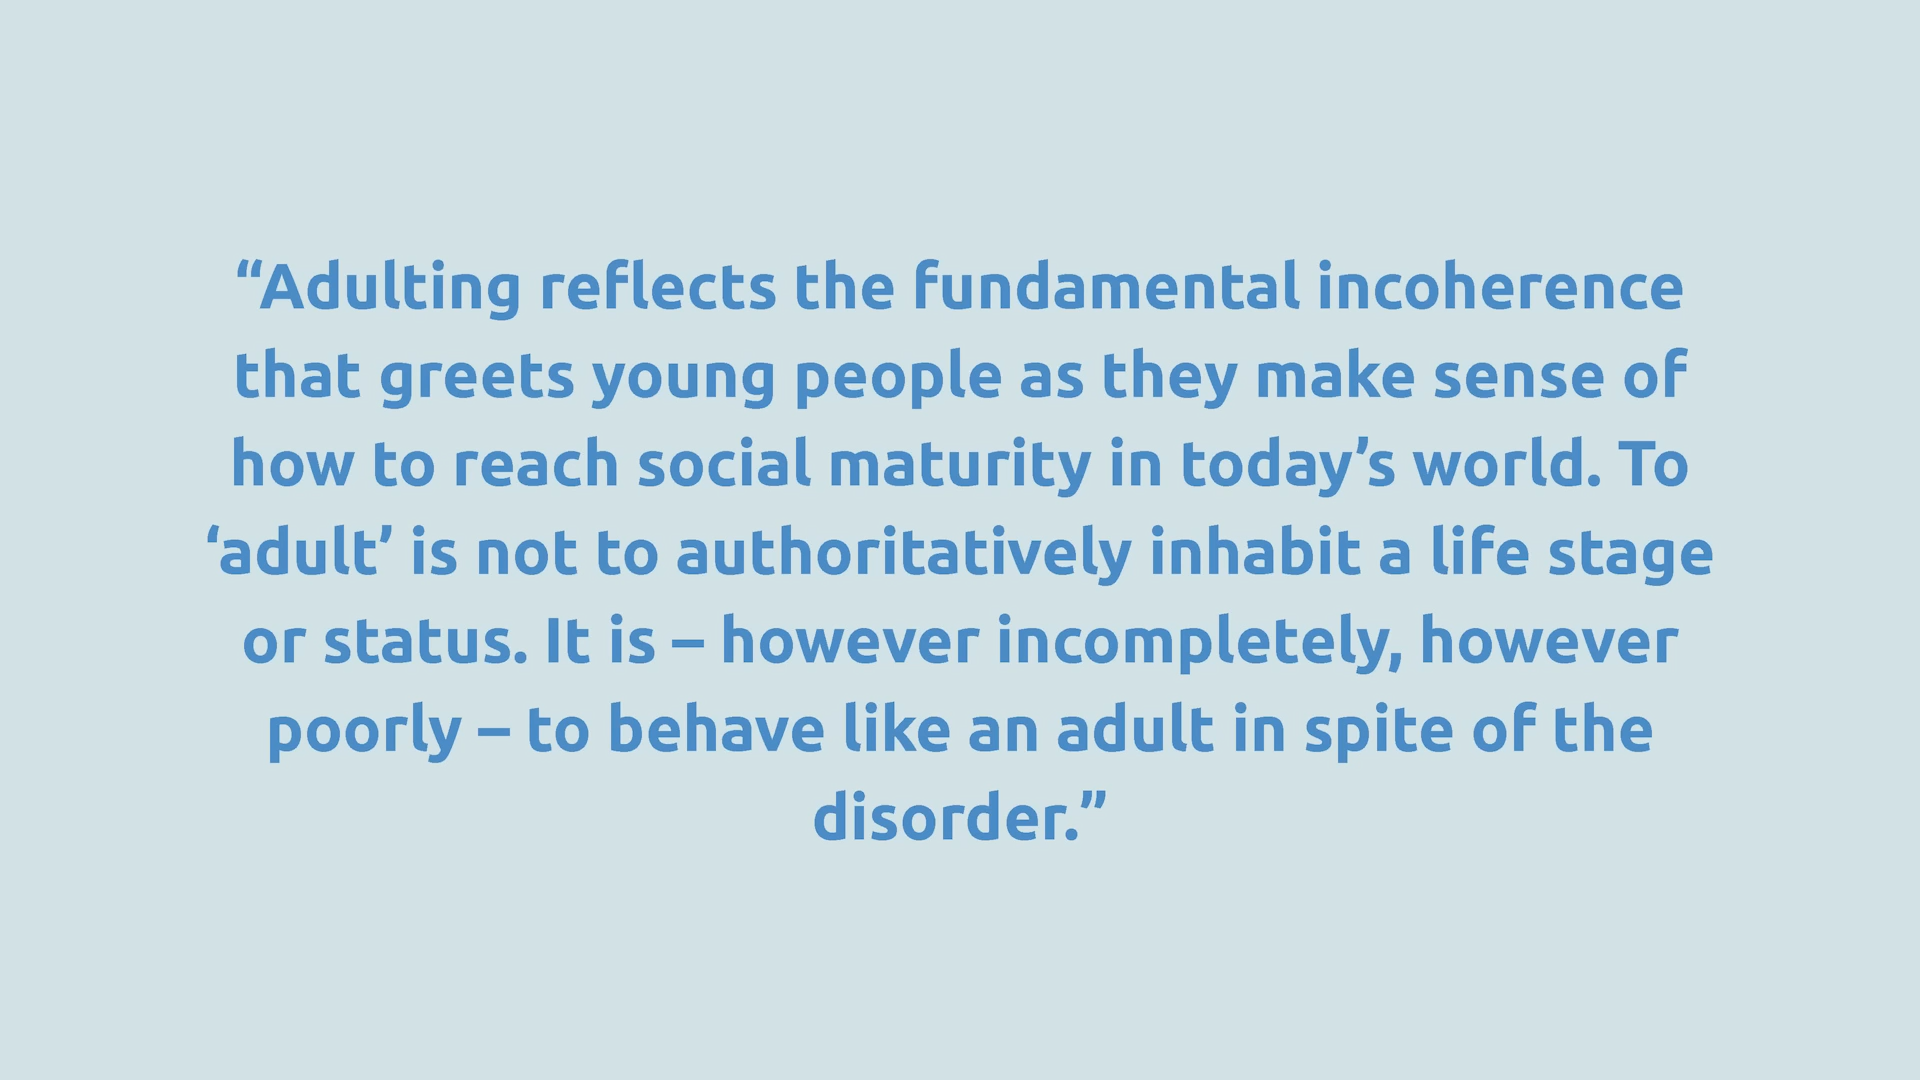 “Adulting reflects the fundamental incoherence
that greets young people as they make sense of
how to reach social maturity in today’s world. To
‘adult’ is not to authoritatively inhabit a life stage
or status. It is – however incompletely, however
poorly – to behave like an adult in spite of the
disorder.”